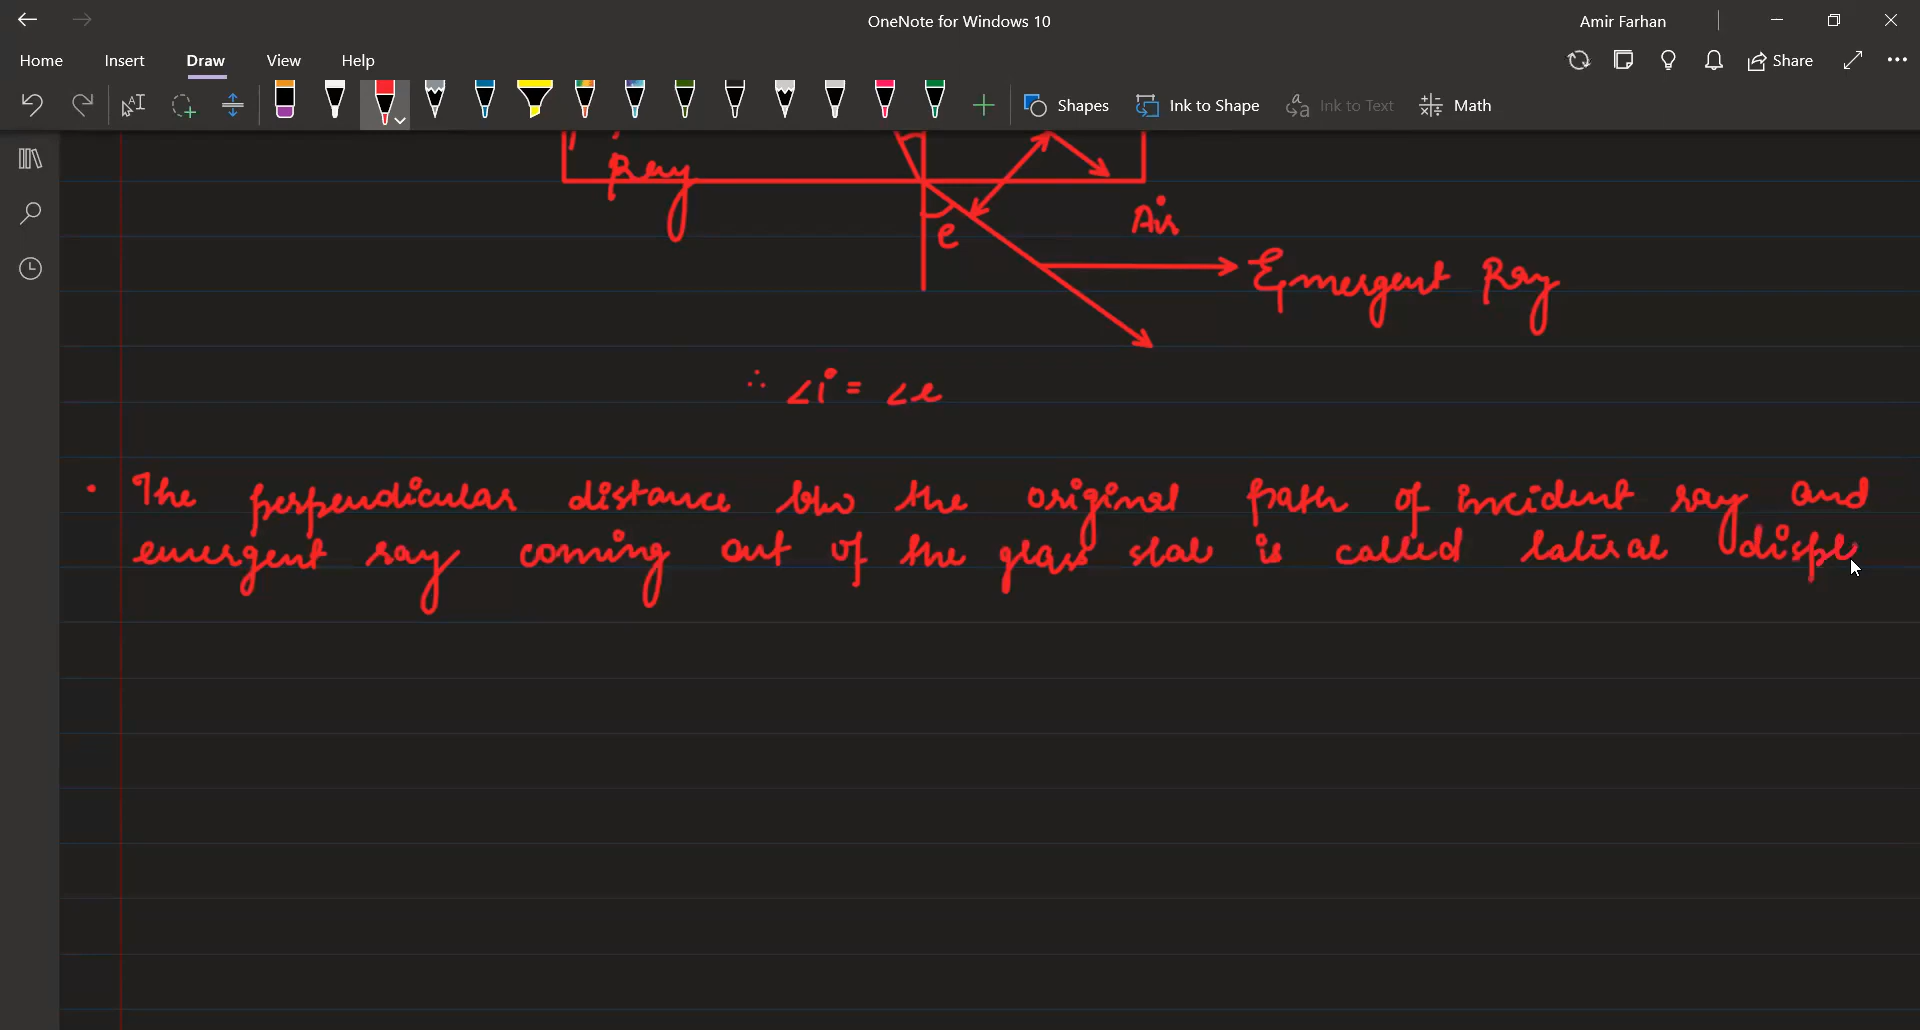 OneNote for Windows 10
Amir Farhan
Home Insert Draw View Help
Share
Shapes Ink to Shape Ink to Text Math
Ray
Air
e
Emergent Ray
∴ ∠i = ∠e
• The perpendicular distance b/w the original path of incident ray and
emergent ray coming out of the glass slab is called lateral displ